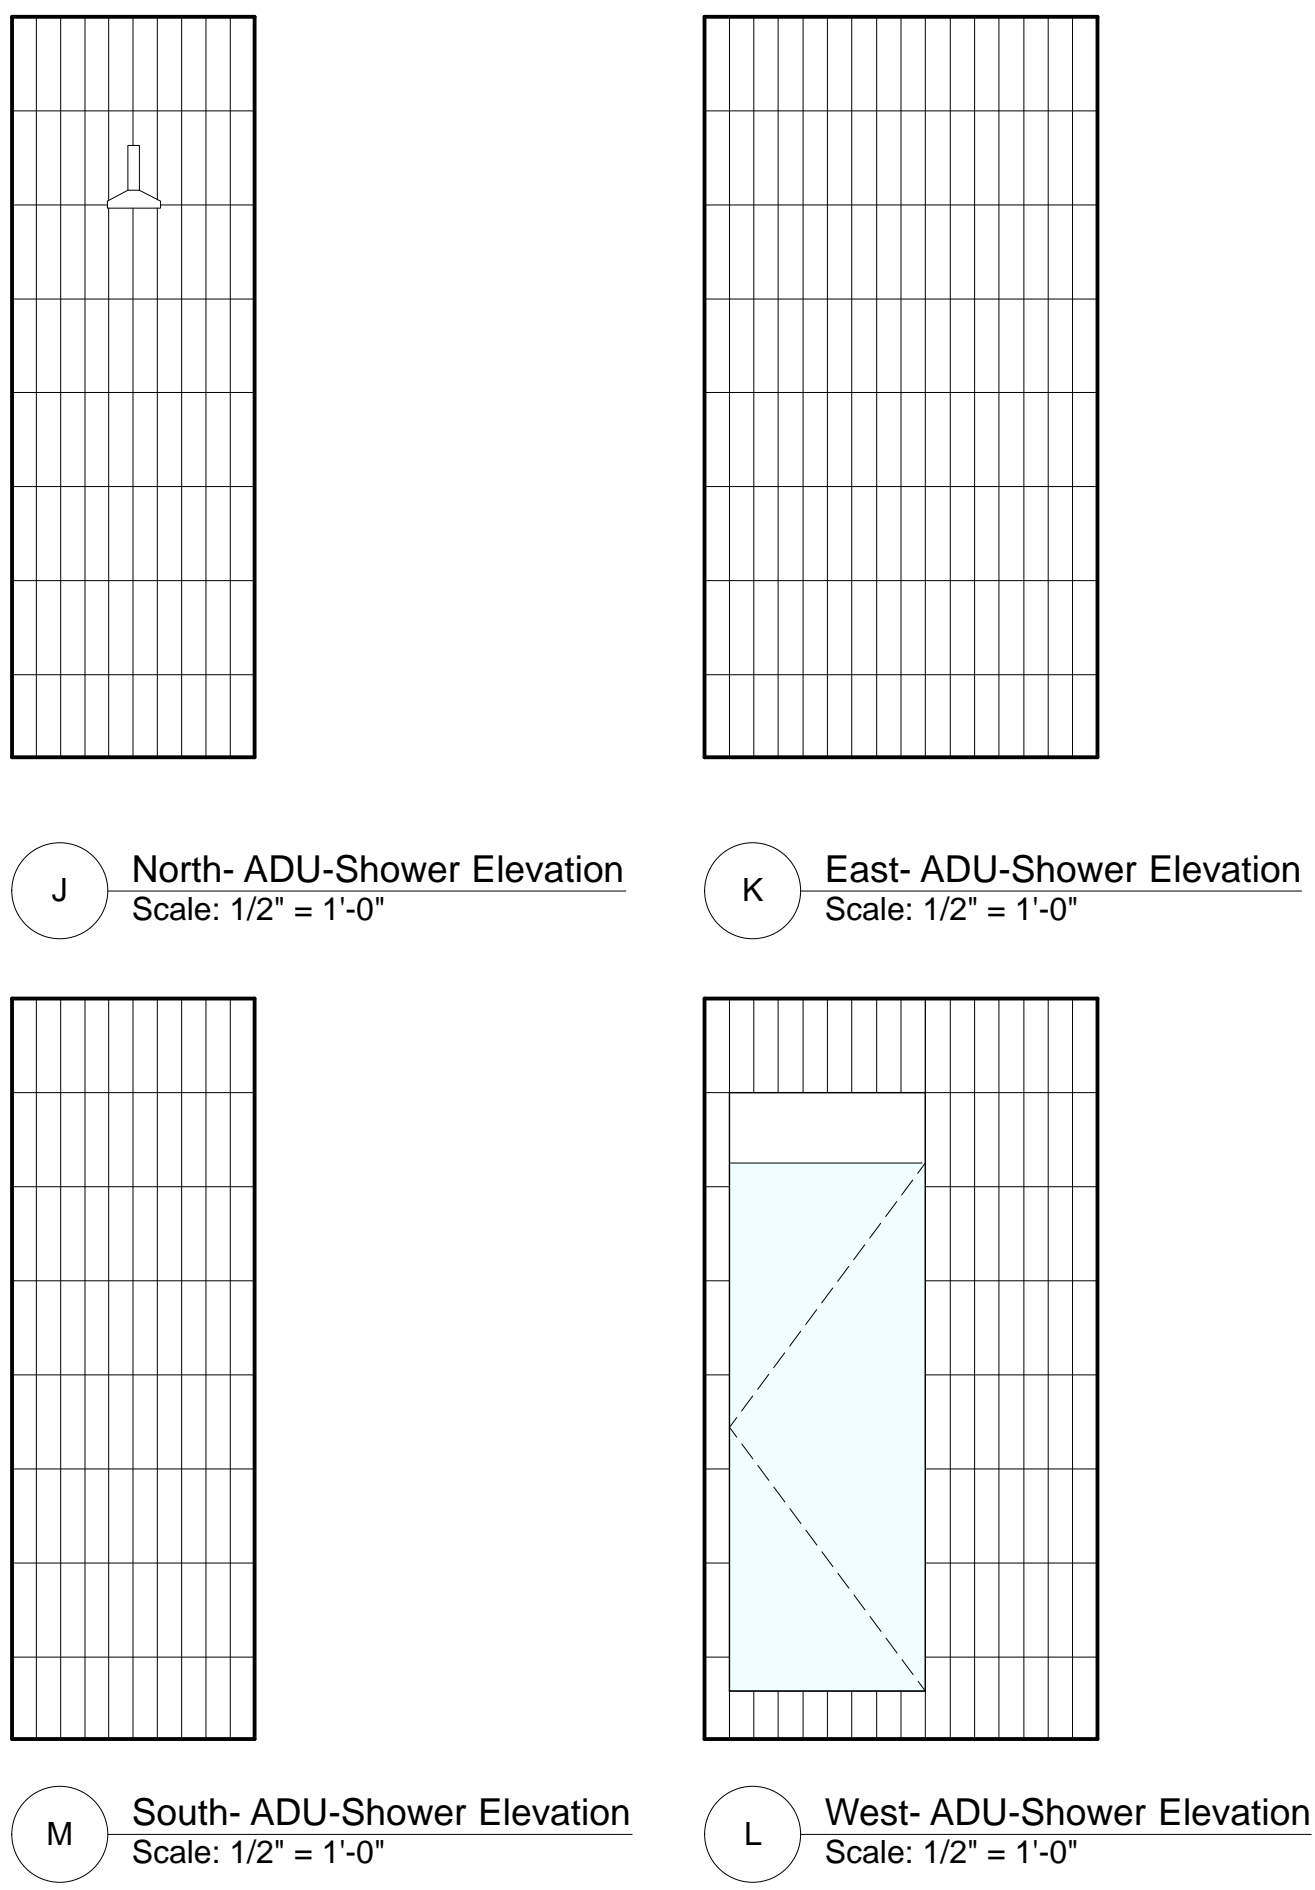 J
North- ADU-Shower Elevation
Scale: 1/2" = 1'-0"
K
East- ADU-Shower Elevation
Scale: 1/2" = 1'-0"
M
South- ADU-Shower Elevation
Scale: 1/2" = 1'-0"
L
West- ADU-Shower Elevation
Scale: 1/2" = 1'-0"